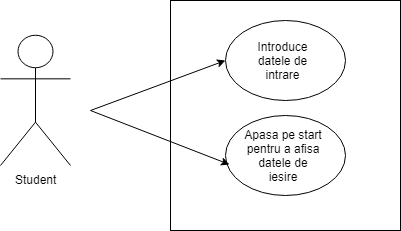 Introduce
datele de
intrare
Apasa pe start
pentru a afisa
datele de
iesire
Student